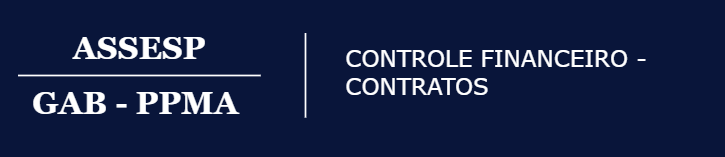 ASSESP
GAB - PPMA
CONTROLE FINANCEIRO -
CONTRATOS